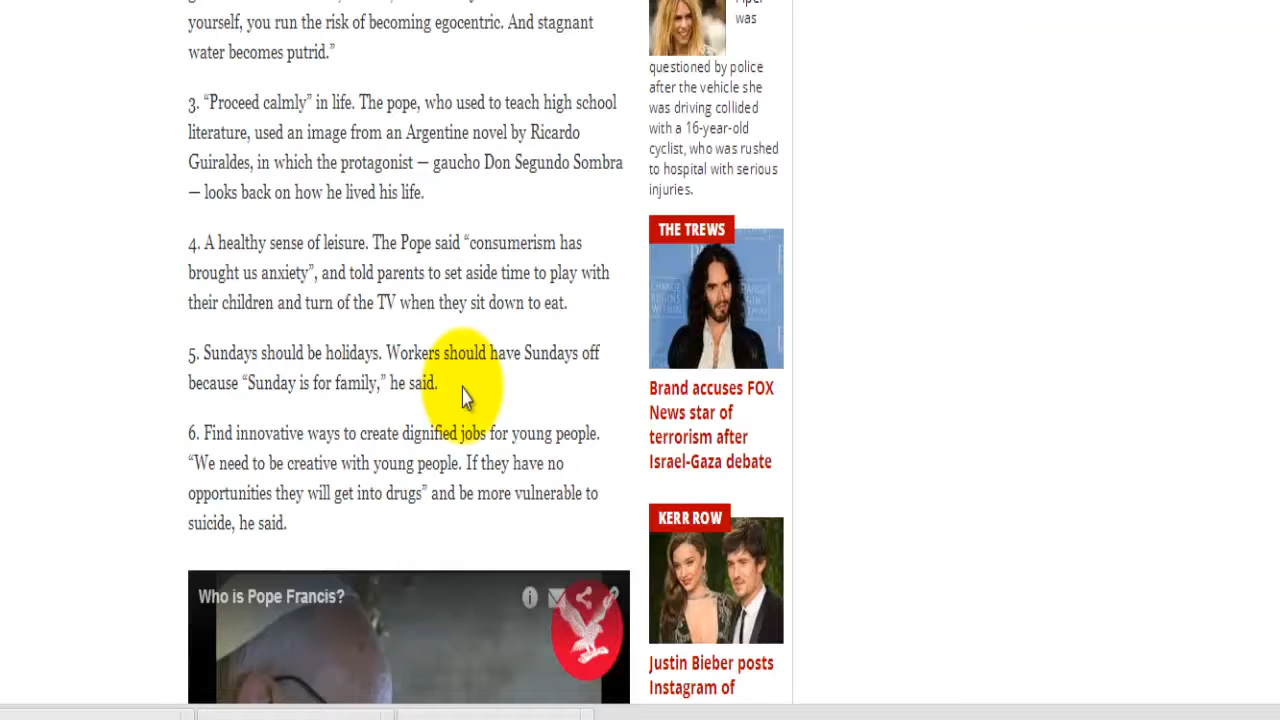 yourself, you run the risk of becoming egocentric. And stagnant
water becomes putrid.”
3. “Proceed calmly” in life. The pope, who used to teach high school
literature, used an image from an Argentine novel by Ricardo
Guiraldes, in which the protagonist — gaucho Don Segundo Sombra
— looks back on how he lived his life.
4. A healthy sense of leisure. The Pope said “consumerism has
brought us anxiety”, and told parents to set aside time to play with
their children and turn of the TV when they sit down to eat.
5. Sundays should be holidays. Workers should have Sundays off
because “Sunday is for family,” he said.
6. Find innovative ways to create dignified jobs for young people.
“We need to be creative with young people. If they have no
opportunities they will get into drugs” and be more vulnerable to
suicide, he said.
Who is Pope Francis?
was
questioned by police
after the vehicle she
was driving collided
with a 16-year-old
cyclist, who was rushed
to hospital with serious
injuries.
THE TREWS
Brand accuses FOX
News star of
terrorism after
Israel-Gaza debate
KERR ROW
Justin Bieber posts
Instagram of